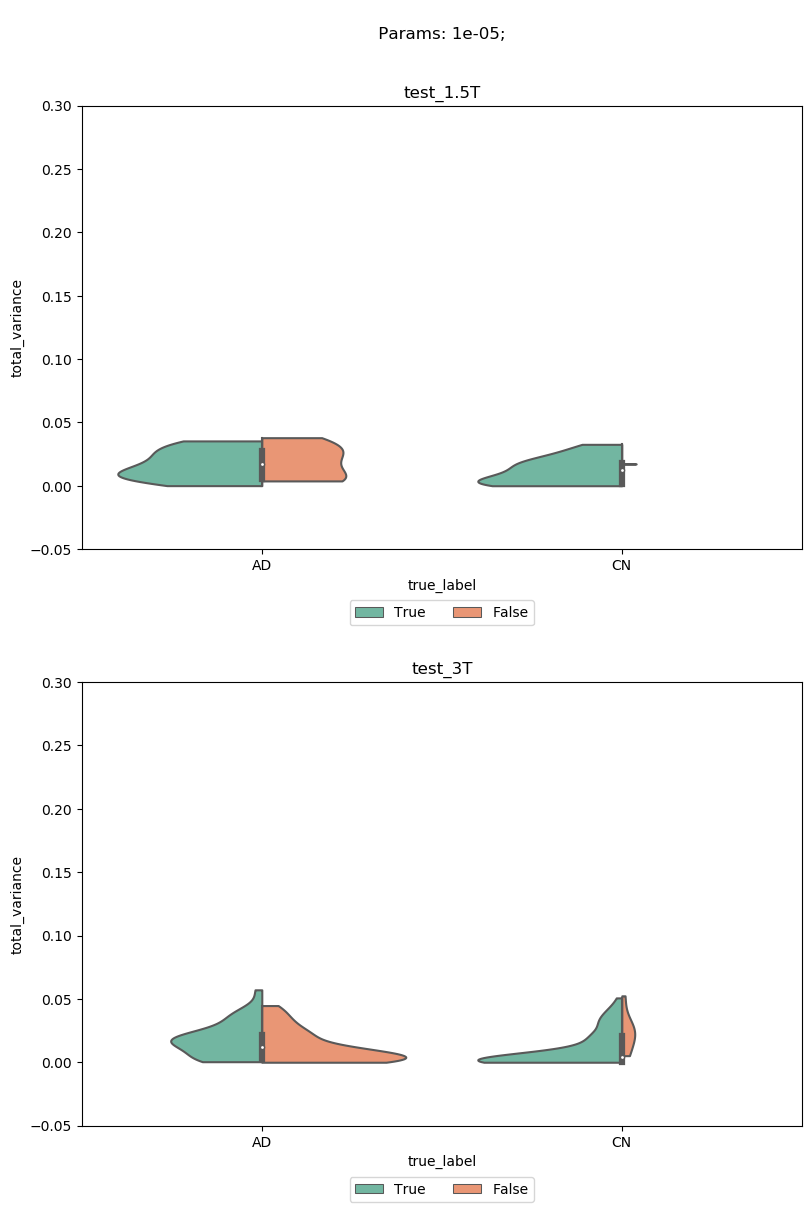 Params: 1e-05;
test_1.5T
0.30
0.25
0.20
0.15
0.10
0.05
0.00
−0.05
total_variance
AD CN
true_label
True False
test_3T
0.30
0.25
0.20
0.15
0.10
0.05
0.00
−0.05
total_variance
AD CN
true_label
True False